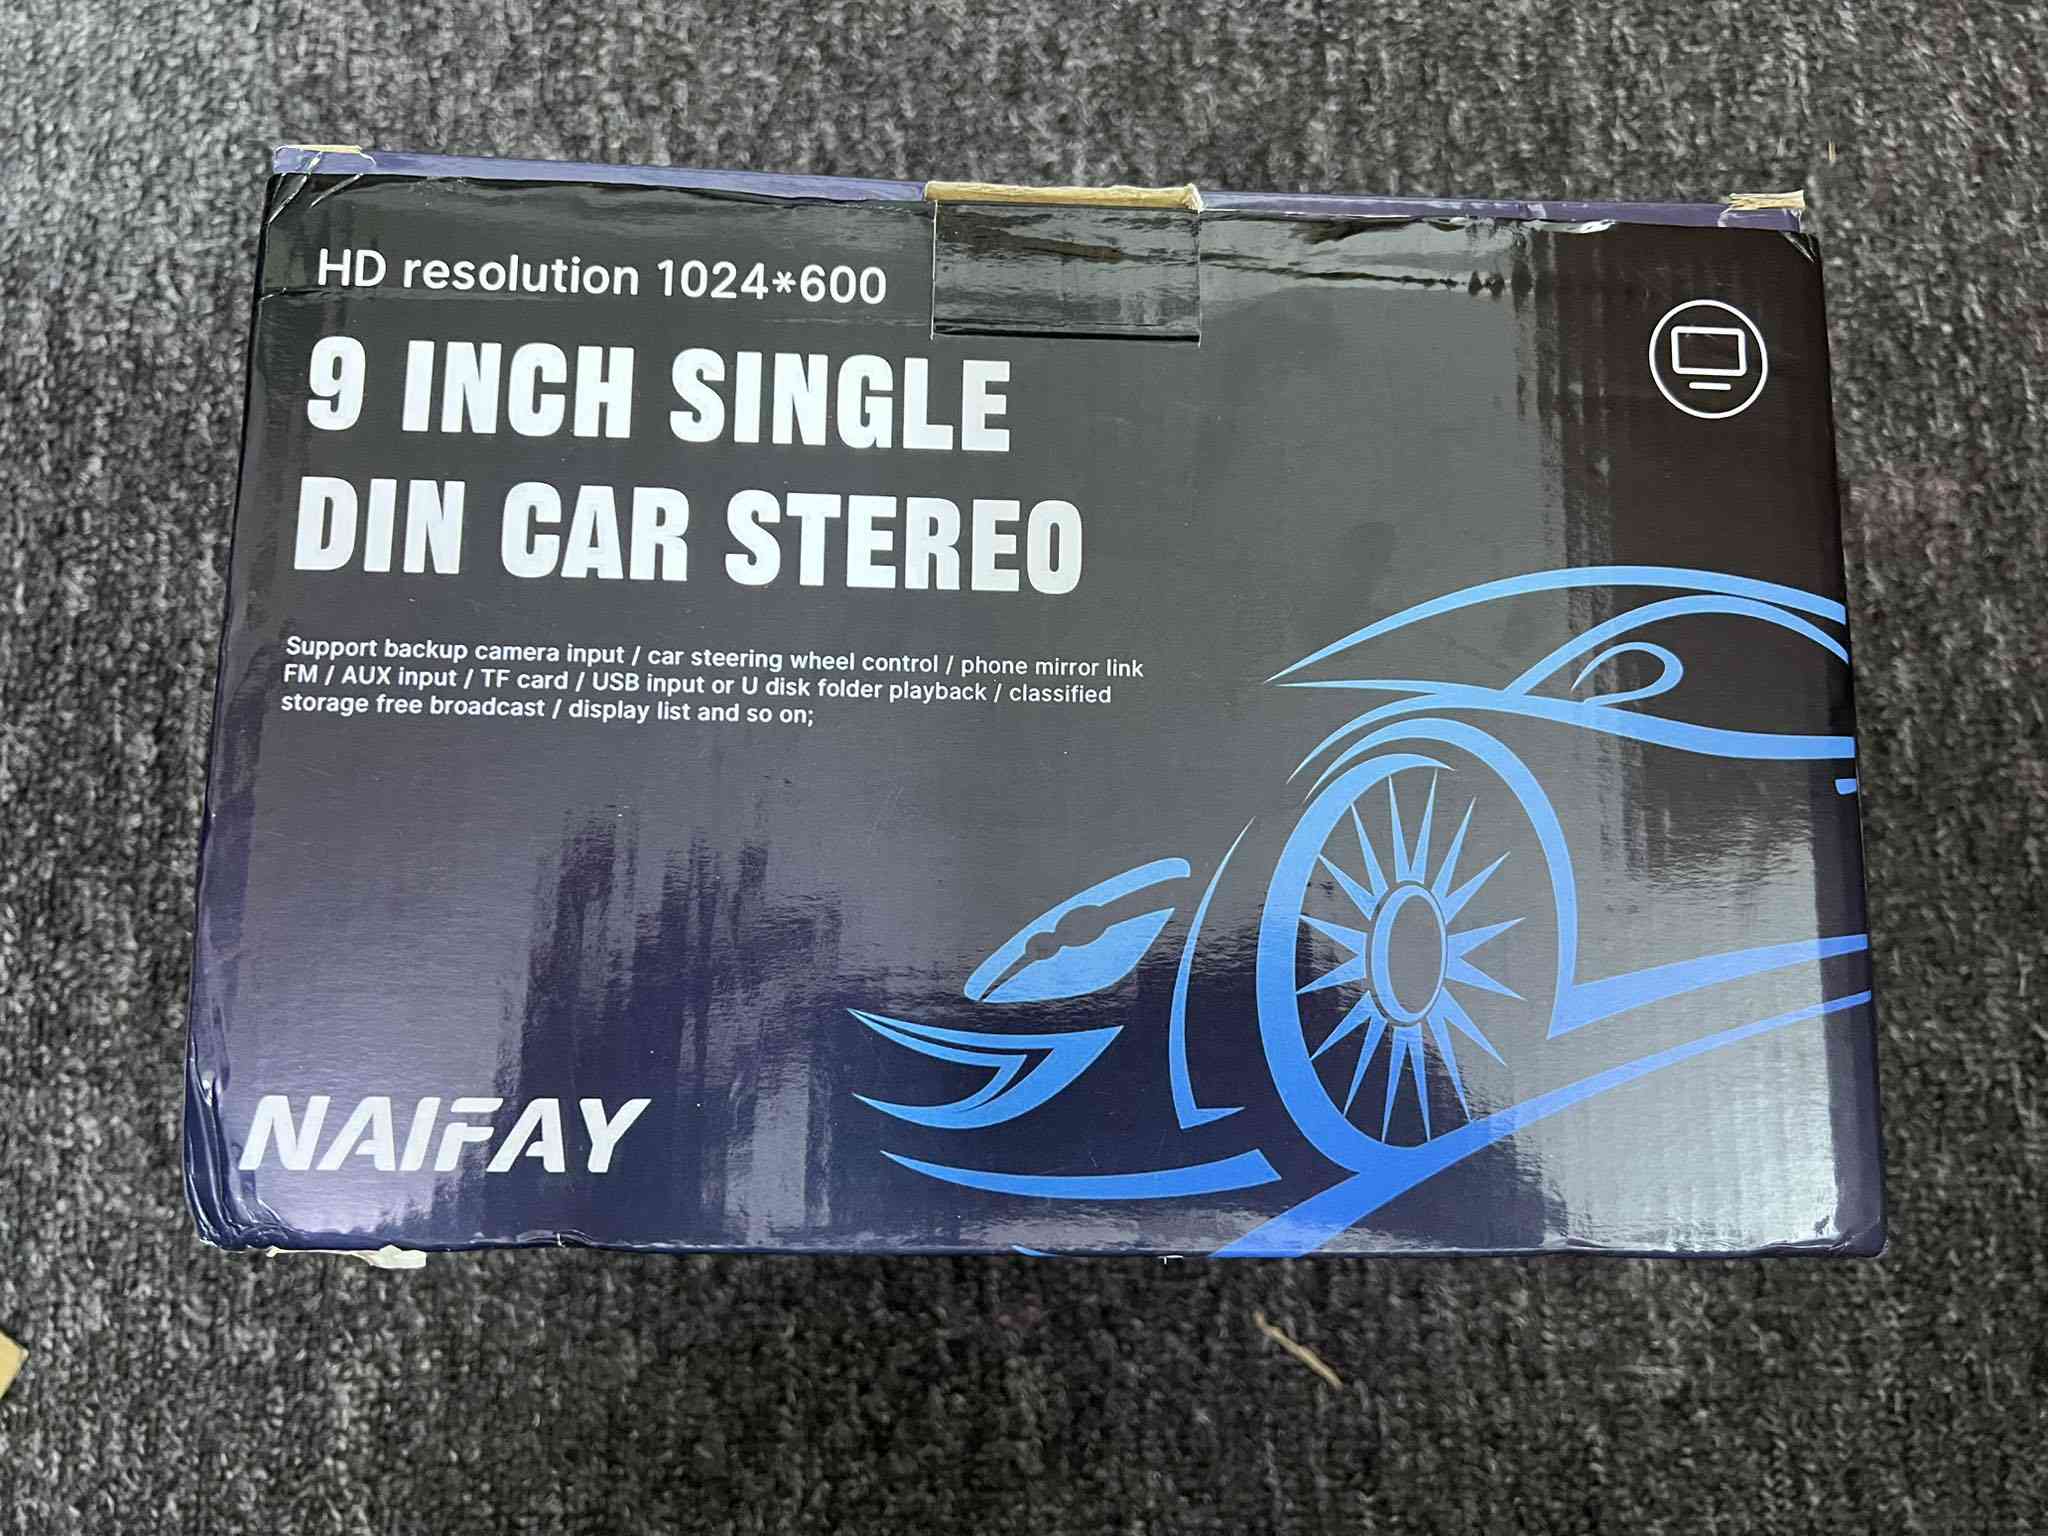 HD resolution 1024*600
9 INCH SINGLE
DIN CAR STEREO
Support backup camera input / car steering wheel control / phone mirror link
FM / AUX input / TF card / USB input or U disk folder playback / classified
storage free broadcast / display list and so on;
NAIFAY